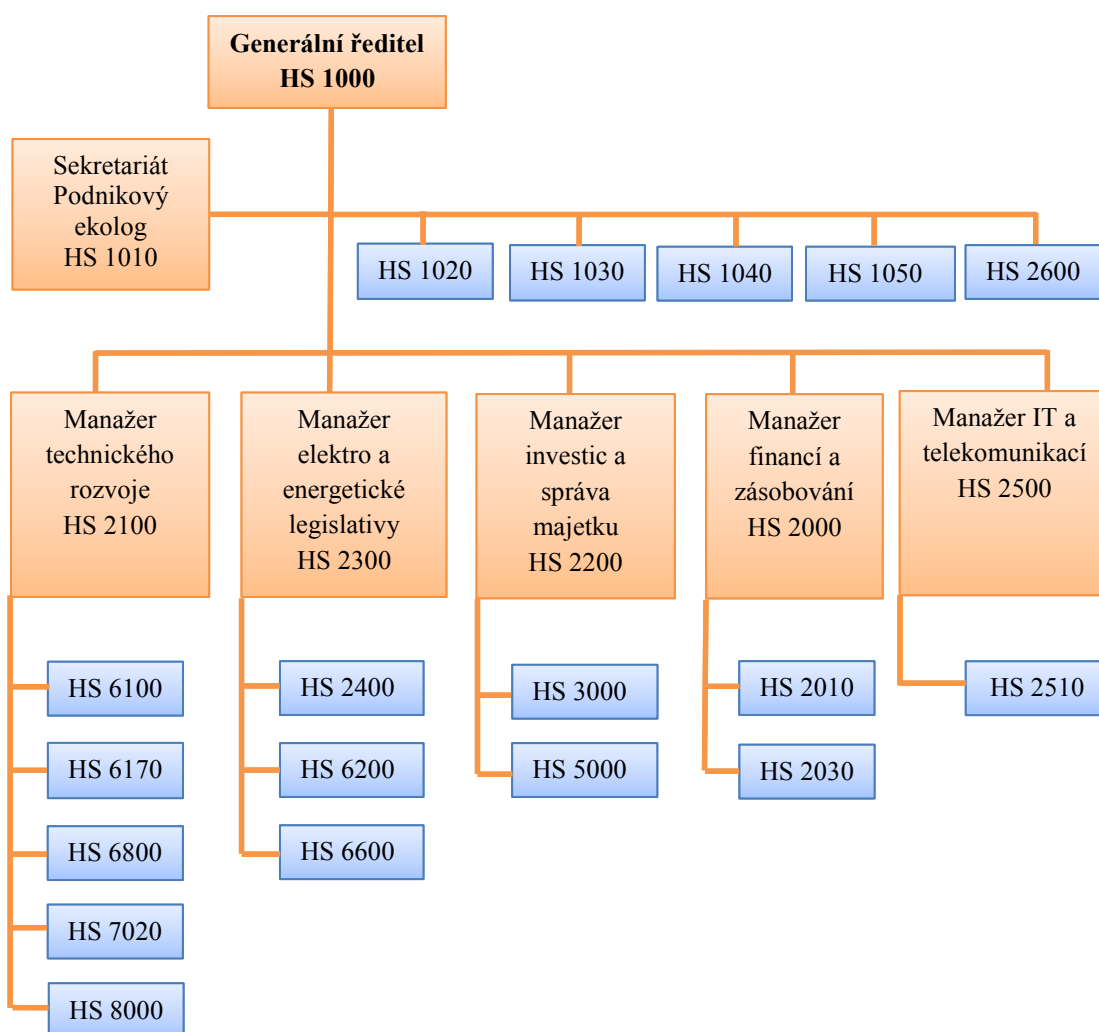 Generální ředitel
HS 1000
Sekretariát
Podnikový
ekolog
HS 1010
HS 1020
HS 1030
HS 1040
HS 1050
HS 2600
Manažer
technického
rozvoje
HS 2100
Manažer
elektro a
energetické
legislativy
HS 2300
Manažer
investic a
správa
majetku
HS 2200
Manažer
financí a
zásobování
HS 2000
Manažer IT a
telekomunikací
HS 2500
HS 6100
HS 6170
HS 6800
HS 7020
HS 8000
HS 2400
HS 6200
HS 6600
HS 3000
HS 5000
HS 2010
HS 2030
HS 2510